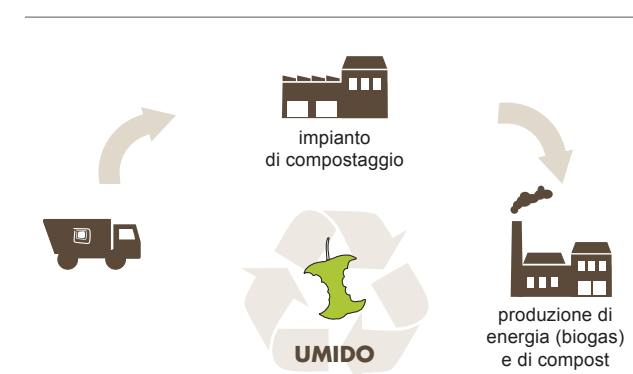 impianto
di compostaggio
UMIDO
produzione di
energia (biogas)
e di compost